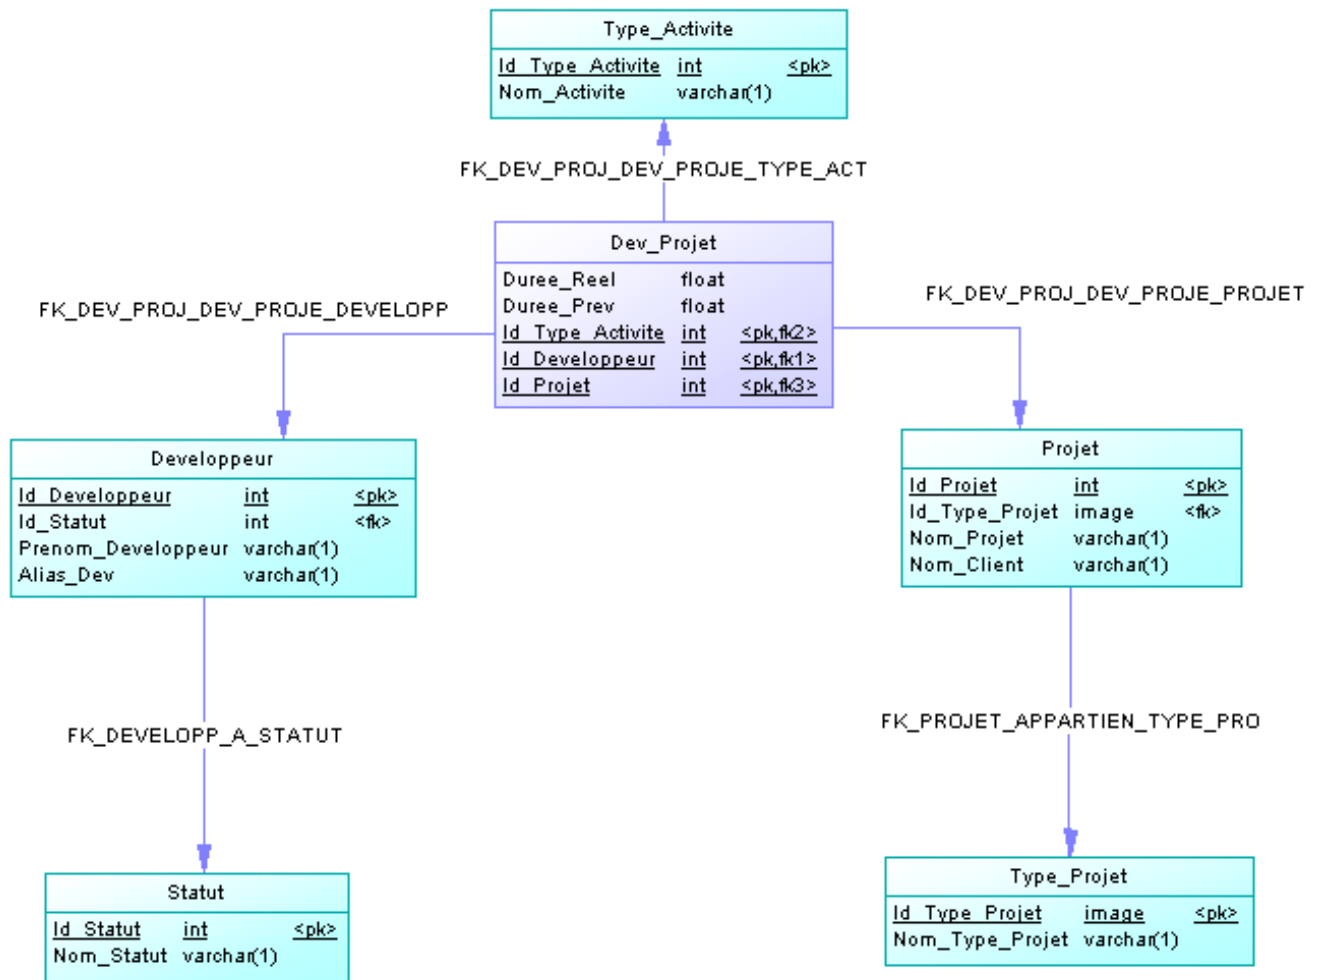 Type_Activite
Id_Type_Activite int <pk>
Nom_Activite varchar(1)
FK_DEV_PROJ_DEV_PROJE_TYPE_ACT
Dev_Projet
Duree_Reel float
Duree_Prev float
Id_Type_Activite int <pk,fk2>
Id_Developpeur int <pk,fk1>
Id_Projet int <pk,fk3>
FK_DEV_PROJ_DEV_PROJE_DEVELOPP
FK_DEV_PROJ_DEV_PROJE_PROJET
Developpeur
Id_Developpeur int <pk>
Id_Statut int <fk>
Prenom_Developpeur varchar(1)
Alias_Dev varchar(1)
Projet
Id_Projet int <pk>
Id_Type_Projet image <fk>
Nom_Projet varchar(1)
Nom_Client varchar(1)
FK_DEVELOPP_A_STATUT
FK_PROJET_APPARTIEN_TYPE_PRO
Statut
Id_Statut int <pk>
Nom_Statut varchar(1)
Type_Projet
Id_Type_Projet image <pk>
Nom_Type_Projet varchar(1)